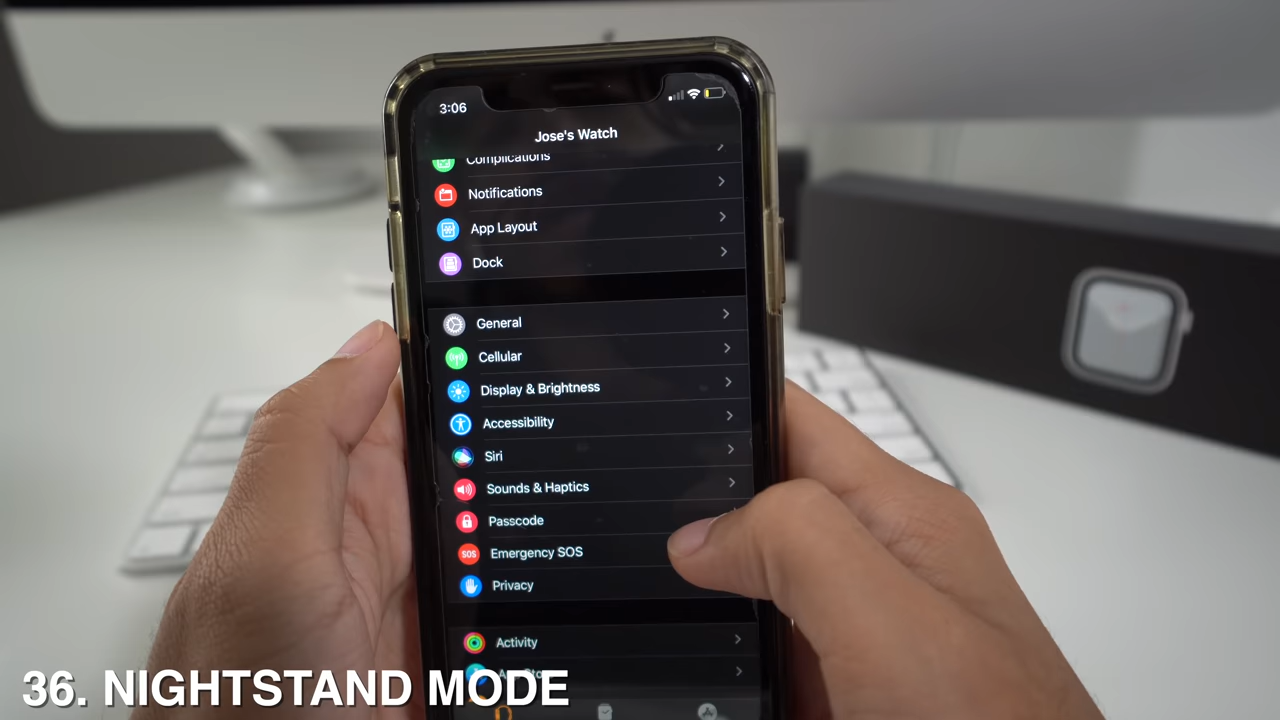 3:06
Jose's Watch
Complications
Notifications
App Layout
Dock
General
Cellular
Display & Brightness
Accessibility
Siri
Sounds & Haptics
Passcode
SOS Emergency SOS
Privacy
Activity
36. NIGHTSTAND MODE